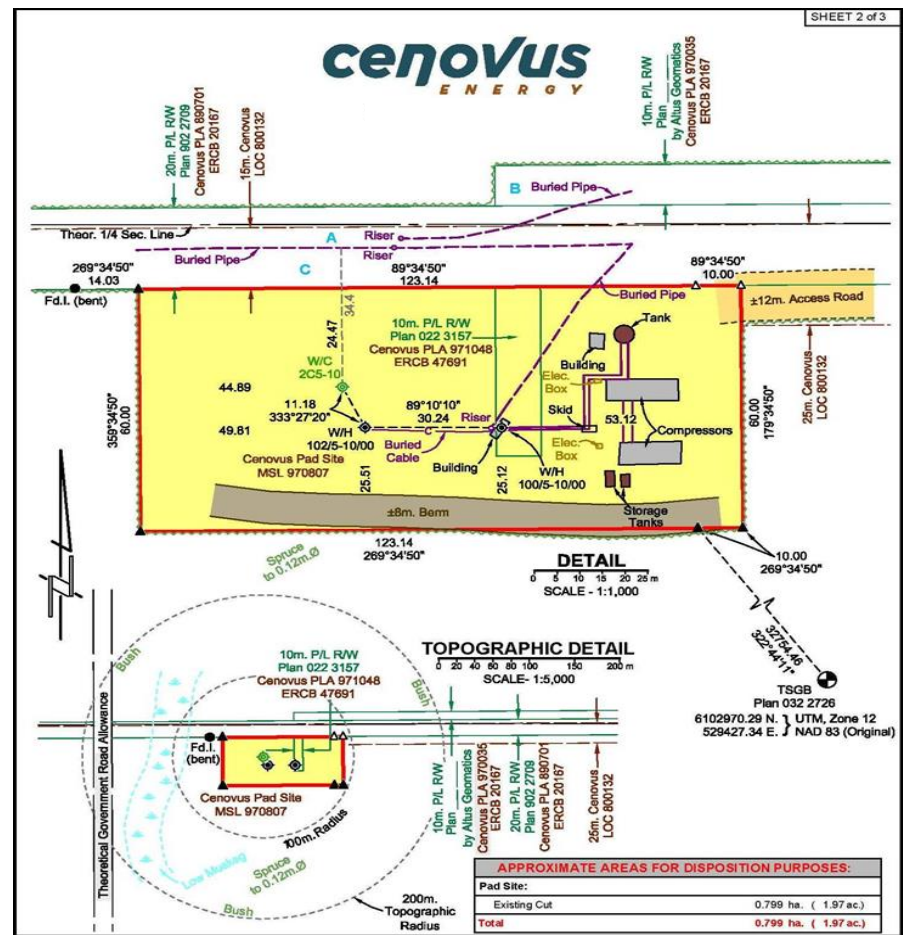 SHEET 2 of 3
cenovus
ENERGY
20m. P/L R/W
Plan 902 2709
Cenovus PLA 890701
ERCB 20167
15m. Cenovus
LOC 800132
10m. P/L R/W
Plan
by Altus Geomatics
Cenovus PLA 970035
ERCB 20167
B
Buried Pipe
Theor. 1/4 Sec. Line
A
Riser
Buried Pipe
Riser
C
269°34'50"
14.03
89°34'50"
123.14
89°34'50"
10.00
Fd.I. (bent)
Buried Pipe
±12m. Access Road
34.4
24.47
10m. P/L R/W
Plan 022 3157
Cenovus PLA 971048
ERCB 47691
Tank
Building
W/C
2C5-10
Elec.
Box
25m. Cenovus
LOC 800132
359°34'50"
60.00
60.00
179°34'50"
44.89
11.18
333°27'20"
89°10'10"
30.24
Riser
Skid
53.12
Compressors
49.81
W/H
102/5-10/00
C
Buried
Cable
Elec.
Box
Cenovus Pad Site
MSL 970807
Building
25.51
25.12
W/H
100/5-10/00
Storage
Tanks
±8m. Berm
123.14
269°34'50"
Spruce
to 0.12m.Ø
10.00
269°34'50"
DETAIL
0 5 10 15 20 25 m
SCALE - 1:1,000
32754.46
322°44'11"
TSGB
Plan 032 2726
6102970.29 N.
529427.34 E.
} UTM, Zone 12
NAD 83 (Original)
TOPOGRAPHIC DETAIL
0 20 40 60 80 100 150 200 m
SCALE- 1:5,000
Bush
10m. P/L R/W
Plan 022 3157
Cenovus PLA 971048
ERCB 47691
Bush
Theoretical Government Road Allowance
Fd.I.
(bent)
Cenovus Pad Site
MSL 970807
100m. Radius
Low Muskeg
Spruce
to 0.12m.Ø
Bush
200m.
Topographic
Radius
10m. P/L R/W
Plan
by Altus Geomatics
Cenovus PLA 970035
ERCB 20167
20m. P/L R/W
Plan 902 2709
Cenovus PLA 890701
ERCB 20167
25m. Cenovus
LOC 800132
APPROXIMATE AREAS FOR DISPOSITION PURPOSES:
Pad Site:
Existing Cut 0.799 ha. ( 1.97 ac.)
Total 0.799 ha. ( 1.97 ac.)